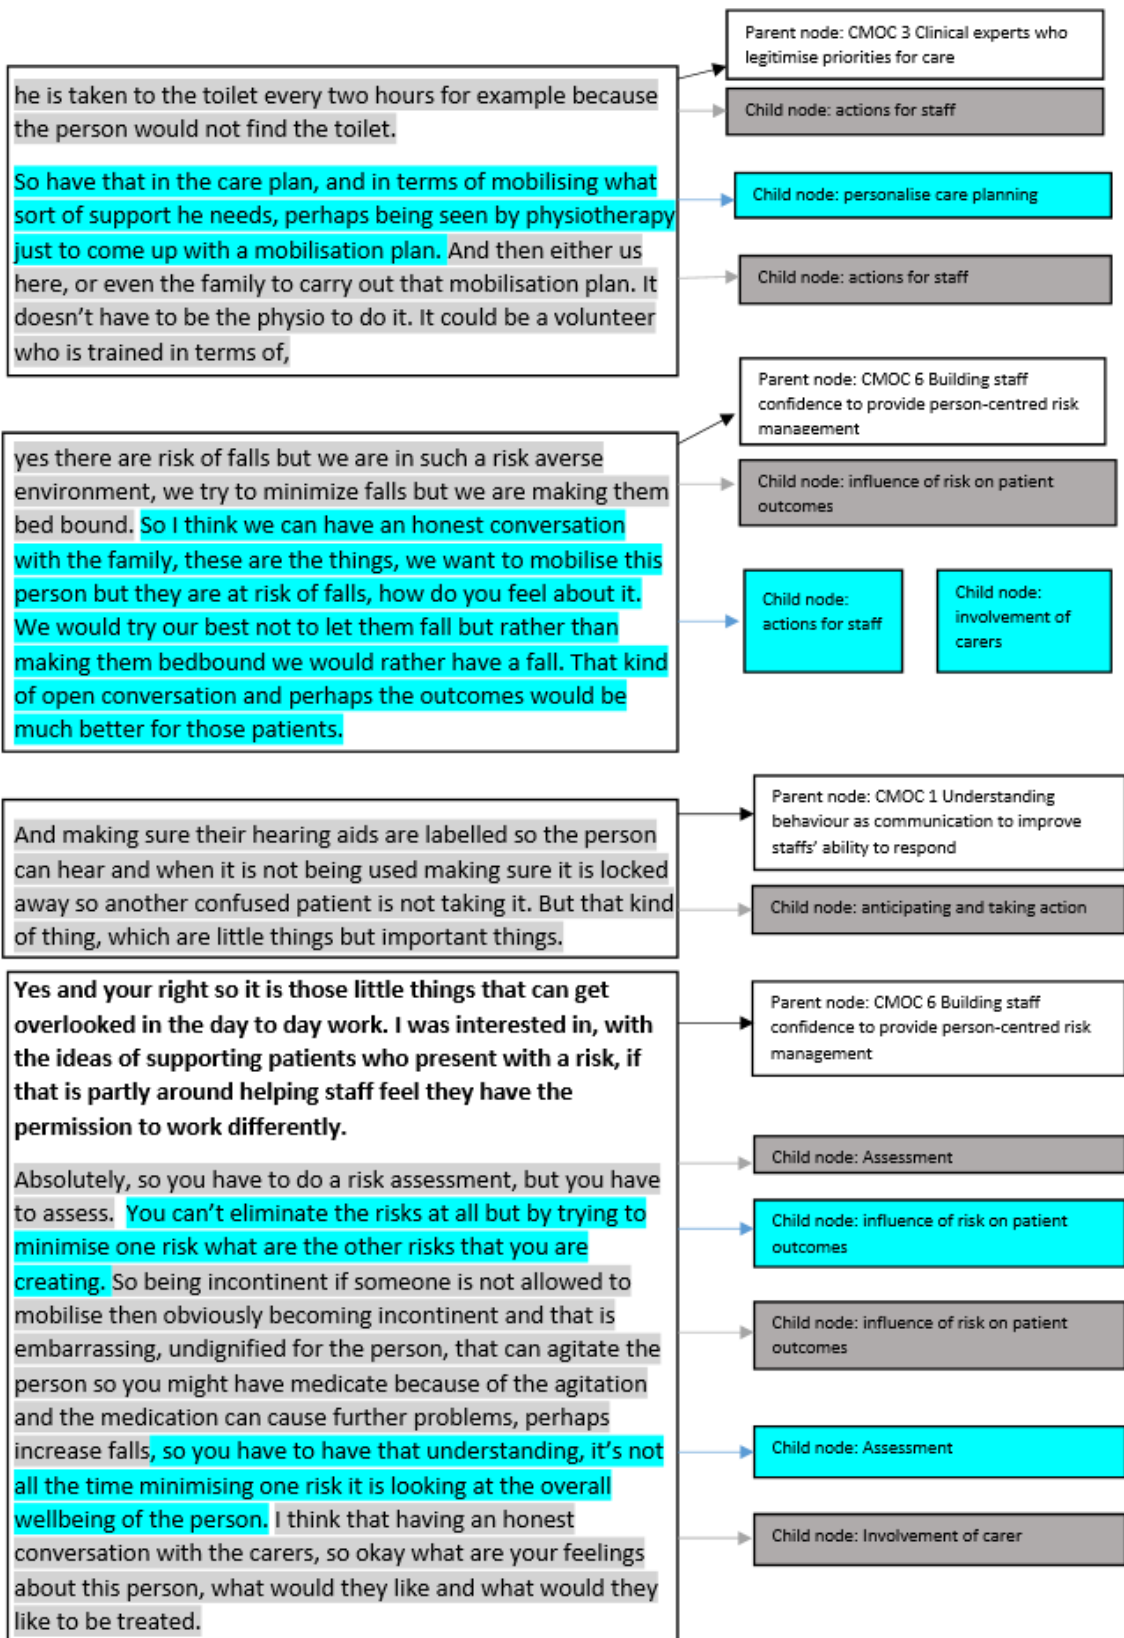 Parent node: CMOC 3 Clinical experts who
legitimise priorities for care
he is taken to the toilet every two hours for example because
the person would not find the toilet.
Child node: actions for staff
So have that in the care plan, and in terms of mobilising what
sort of support he needs, perhaps being seen by physiotherapy
just to come up with a mobilisation plan. And then either us
here, or even the family to carry out that mobilisation plan. It
doesn't have to be the physio to do it. It could be a volunteer
who is trained in terms of,
Child node: personalise care planning
Child node: actions for staff
Parent node: CMOC 6 Building staff
confidence to provide person-centred risk
management
yes there are risk of falls but we are in such a risk averse
environment, we try to minimize falls but we are making them
bed bound. So I think we can have an honest conversation
with the family, these are the things, we want to mobilise this
person but they are at risk of falls, how do you feel about it.
We would try our best not to let them fall but rather than
making them bedbound we would rather have a fall. That kind
of open conversation and perhaps the outcomes would be
much better for those patients.
Child node: influence of risk on patient
outcomes
Child node:
actions for staff
Child node:
involvement of
carers
Parent node: CMOC 1 Understanding
behaviour as communication to improve
staffs' ability to respond
And making sure their hearing aids are labelled so the person
can hear and when it is not being used making sure it is locked
away so another confused patient is not taking it. But that kind
of thing, which are little things but important things.
Child node: anticipating and taking action
Yes and your right so it is those little things that can get
overlooked in the day to day work. I was interested in, with
the ideas of supporting patients who present with a risk, if
that is partly around helping staff feel they have the
permission to work differently.
Parent node: CMOC 6 Building staff
confidence to provide person-centred risk
management
Absolutely, so you have to do a risk assessment, but you have
to assess. You can't eliminate the risks at all but by trying to
minimise one risk what are the other risks that you are
creating. So being incontinent if someone is not allowed to
mobilise then obviously becoming incontinent and that is
embarrassing, undignified for the person, that can agitate the
person so you might have medicate because of the agitation
and the medication can cause further problems, perhaps
increase falls, so you have to have that understanding, it's not
all the time minimising one risk it is looking at the overall
wellbeing of the person. I think that having an honest
conversation with the carers, so okay what are your feelings
about this person, what would they like and what would they
like to be treated.
Child node: Assessment
Child node: influence of risk on patient
outcomes
Child node: influence of risk on patient
outcomes
Child node: Assessment
Child node: Involvement of carer